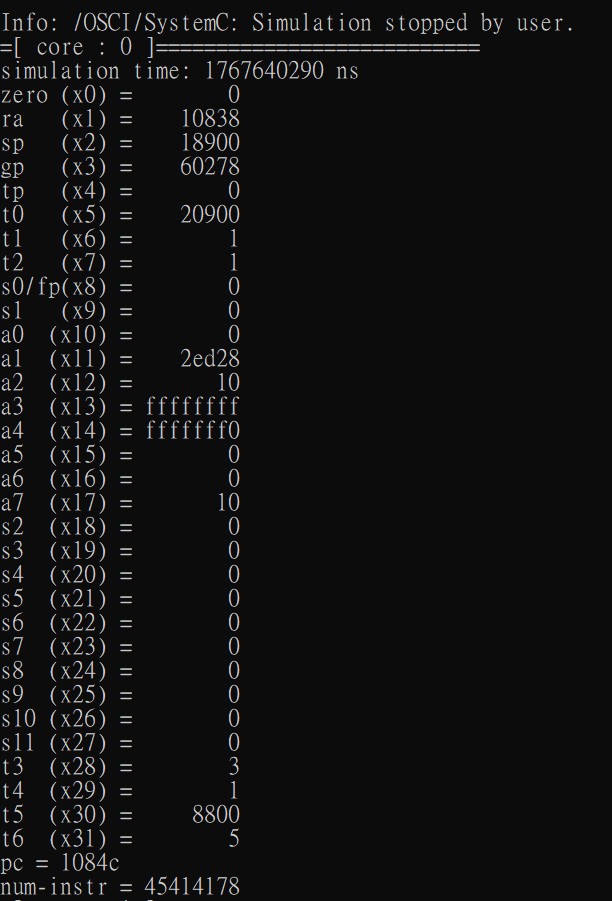 Info: /OSCI/SystemC: Simulation stopped by user.
=[ core : 0 ]===========================
simulation time: 1767640290 ns
zero (x0) =        0
ra   (x1) =    10838
sp   (x2) =    18900
gp   (x3) =    60278
tp   (x4) =        0
t0   (x5) =    20900
t1   (x6) =        1
t2   (x7) =        1
s0/fp(x8) =        0
s1   (x9) =        0
a0  (x10) =        0
a1  (x11) =    2ed28
a2  (x12) =       10
a3  (x13) = ffffffff
a4  (x14) = fffffff0
a5  (x15) =        0
a6  (x16) =        0
a7  (x17) =       10
s2  (x18) =        0
s3  (x19) =        0
s4  (x20) =        0
s5  (x21) =        0
s6  (x22) =        0
s7  (x23) =        0
s8  (x24) =        0
s9  (x25) =        0
s10 (x26) =        0
s11 (x27) =        0
t3  (x28) =        3
t4  (x29) =        1
t5  (x30) =     8800
t6  (x31) =        5
pc = 1084c
num-instr = 45414178